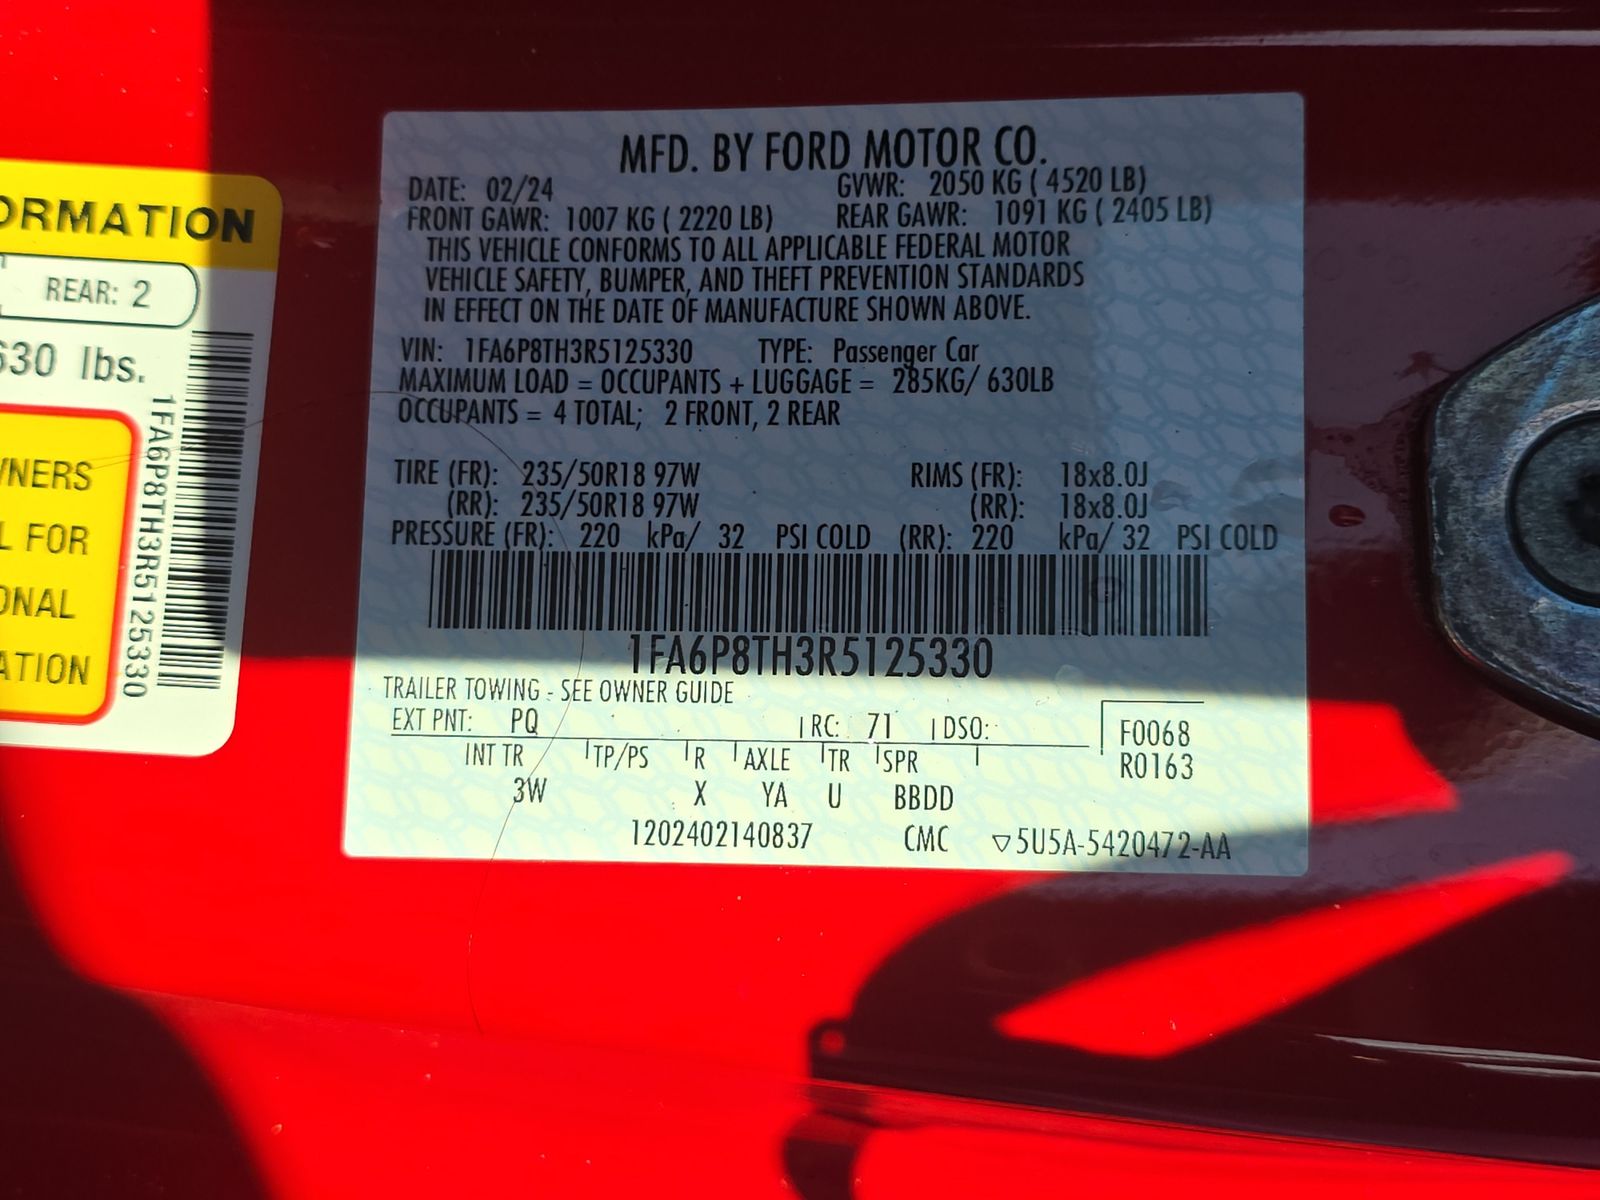 MFD. BY FORD MOTOR CO.
DATE: 02/24 GVWR: 2050 KG ( 4520 LB)
FRONT GAWR: 1007 KG ( 2220 LB) REAR GAWR: 1091 KG ( 2405 LB)
THIS VEHICLE CONFORMS TO ALL APPLICABLE FEDERAL MOTOR
VEHICLE SAFETY, BUMPER, AND THEFT PREVENTION STANDARDS
IN EFFECT ON THE DATE OF MANUFACTURE SHOWN ABOVE.
VIN: 1FA6P8TH3R5125330 TYPE: Passenger Car
MAXIMUM LOAD = OCCUPANTS + LUGGAGE = 285KG/ 630LB
OCCUPANTS = 4 TOTAL; 2 FRONT, 2 REAR
TIRE (FR): 235/50R18 97W RIMS (FR): 18x8.0J
(RR): 235/50R18 97W (RR): 18x8.0J
PRESSURE (FR): 220 kPa/ 32 PSI COLD (RR): 220 kPa/ 32 PSI COLD
1FA6P8TH3R5125330
TRAILER TOWING - SEE OWNER GUIDE
EXT PNT: PQ RC: 71 DSO: F0068
INT TR TP/PS R AXLE TR SPR R0163
3W X YA U BBDD
1202402140837 CMC ▽5U5A-5420472-AA
ORMATION
REAR: 2
630 lbs.
WNERS
L FOR
ONAL
ATION
1FA6P8TH3R5125330